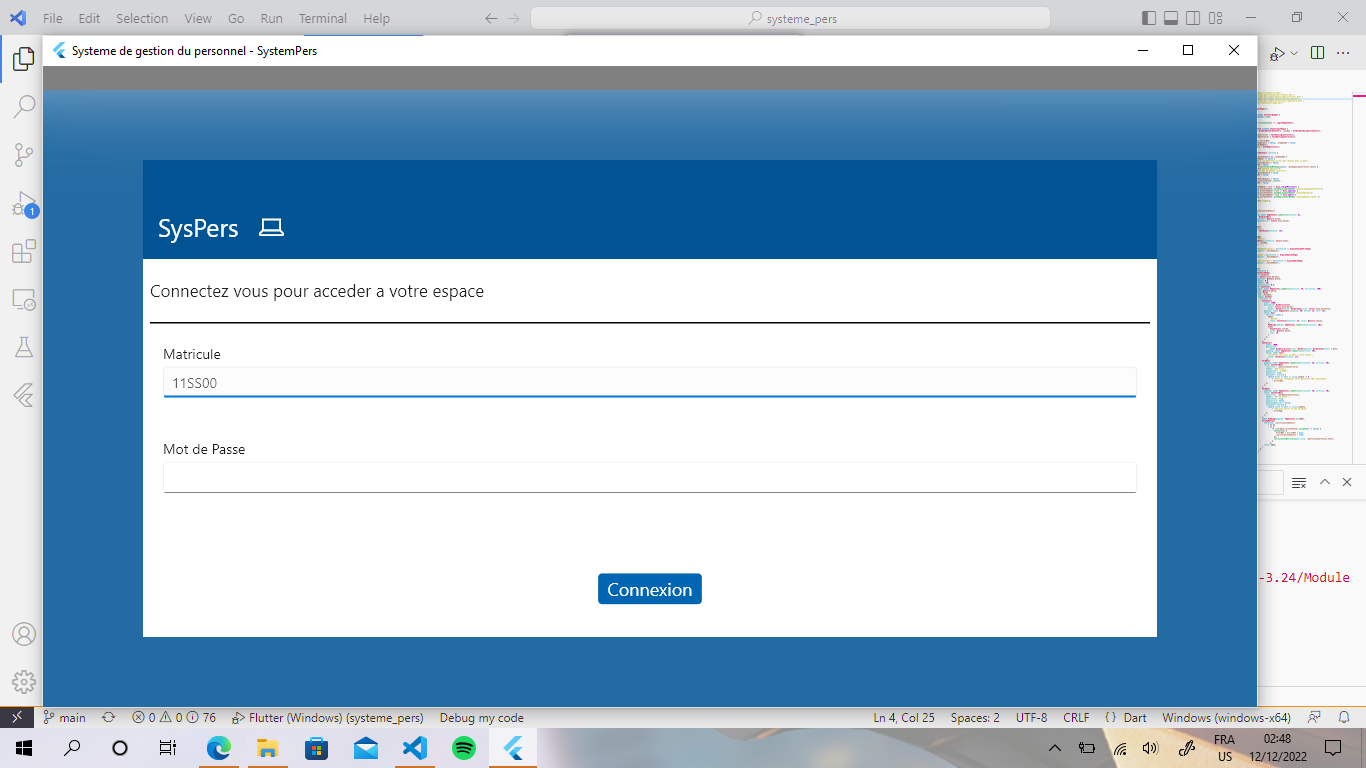 File Edit Selection View Go Run Terminal Help
systeme_pers
Systeme de gestion du personnel - SystemPers
1
SysPers
Connectez vous pour acceder a votre espace
Matricule
11SS00
Mot de Passe
Connexion
-3.24/Module
main 0 0 76 Flutter (Windows) (systeme_pers) Debug my code Ln 4, Col 25 Spaces: 2 UTF-8 CRLF { } Dart Windows (windows-x64)
FRA 02:48
US 12/12/2022